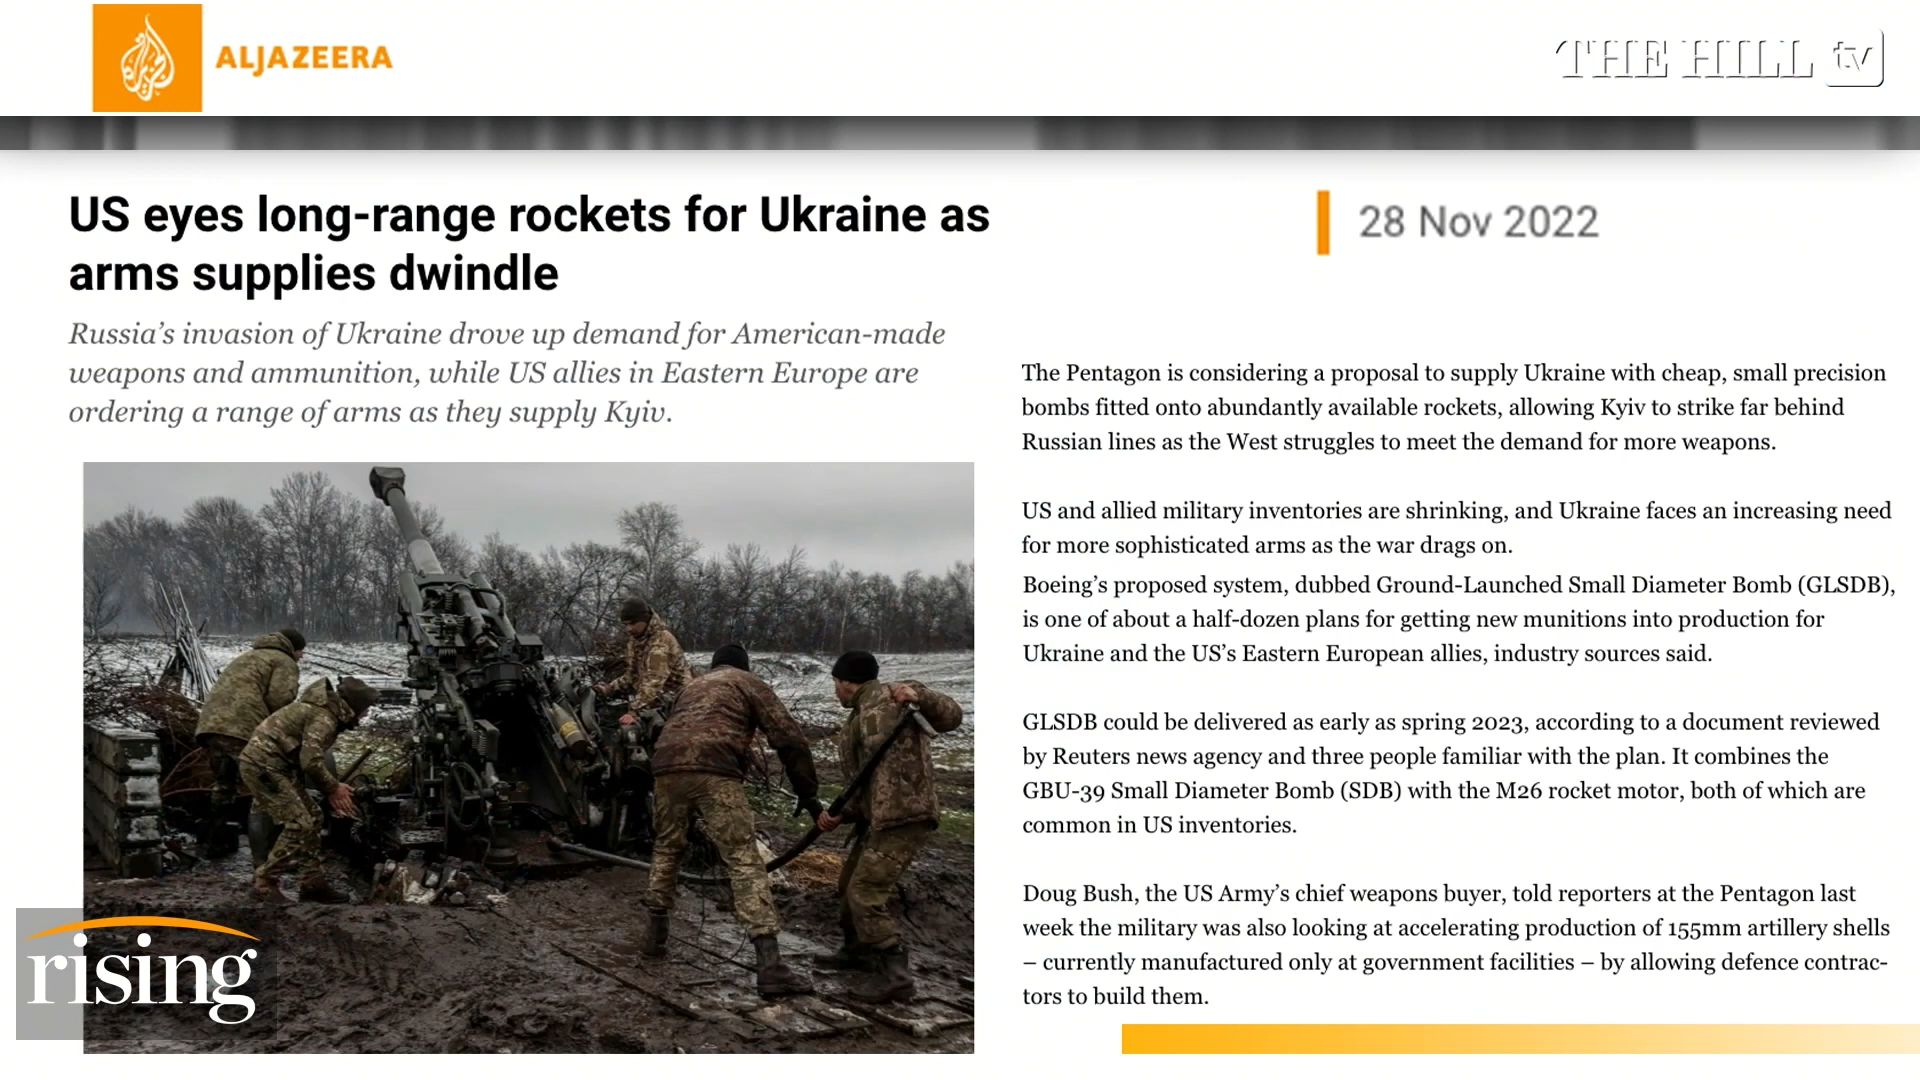 ALJAZEERA
THE HILL tv
US eyes long-range rockets for Ukraine as
arms supplies dwindle
28 Nov 2022
Russia’s invasion of Ukraine drove up demand for American-made
weapons and ammunition, while US allies in Eastern Europe are
ordering a range of arms as they supply Kyiv.
The Pentagon is considering a proposal to supply Ukraine with cheap, small precision
bombs fitted onto abundantly available rockets, allowing Kyiv to strike far behind
Russian lines as the West struggles to meet the demand for more weapons.
US and allied military inventories are shrinking, and Ukraine faces an increasing need
for more sophisticated arms as the war drags on.
Boeing’s proposed system, dubbed Ground-Launched Small Diameter Bomb (GLSDB),
is one of about a half-dozen plans for getting new munitions into production for
Ukraine and the US’s Eastern European allies, industry sources said.
GLSDB could be delivered as early as spring 2023, according to a document reviewed
by Reuters news agency and three people familiar with the plan. It combines the
GBU-39 Small Diameter Bomb (SDB) with the M26 rocket motor, both of which are
common in US inventories.
Doug Bush, the US Army’s chief weapons buyer, told reporters at the Pentagon last
week the military was also looking at accelerating production of 155mm artillery shells
– currently manufactured only at government facilities – by allowing defence contrac-
tors to build them.
rising